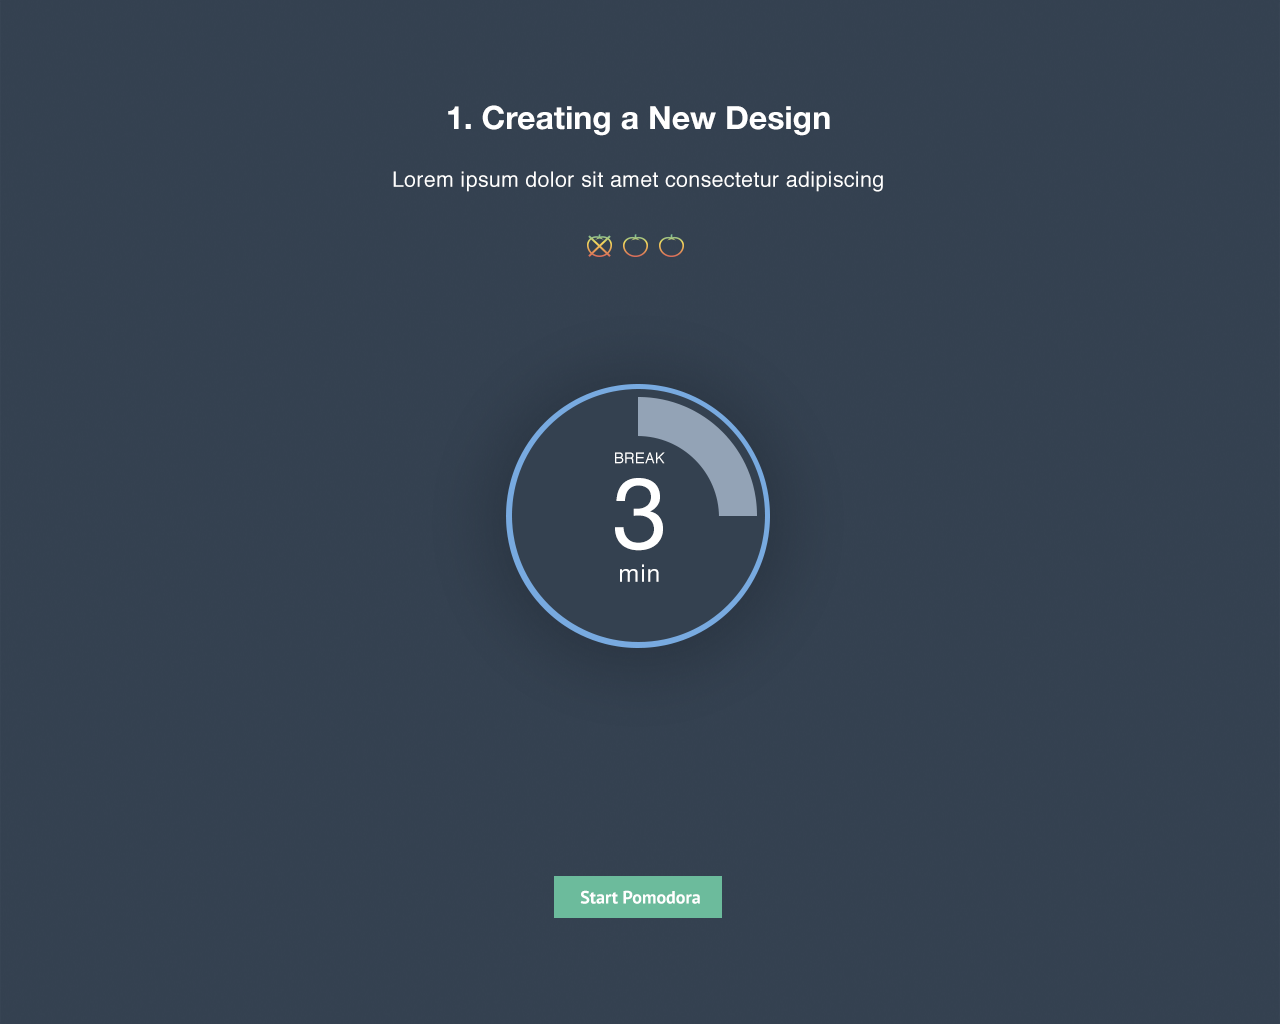 1. Creating a New Design
Lorem ipsum dolor sit amet consectetur adipiscing
BREAK
3
min
Start Pomodora